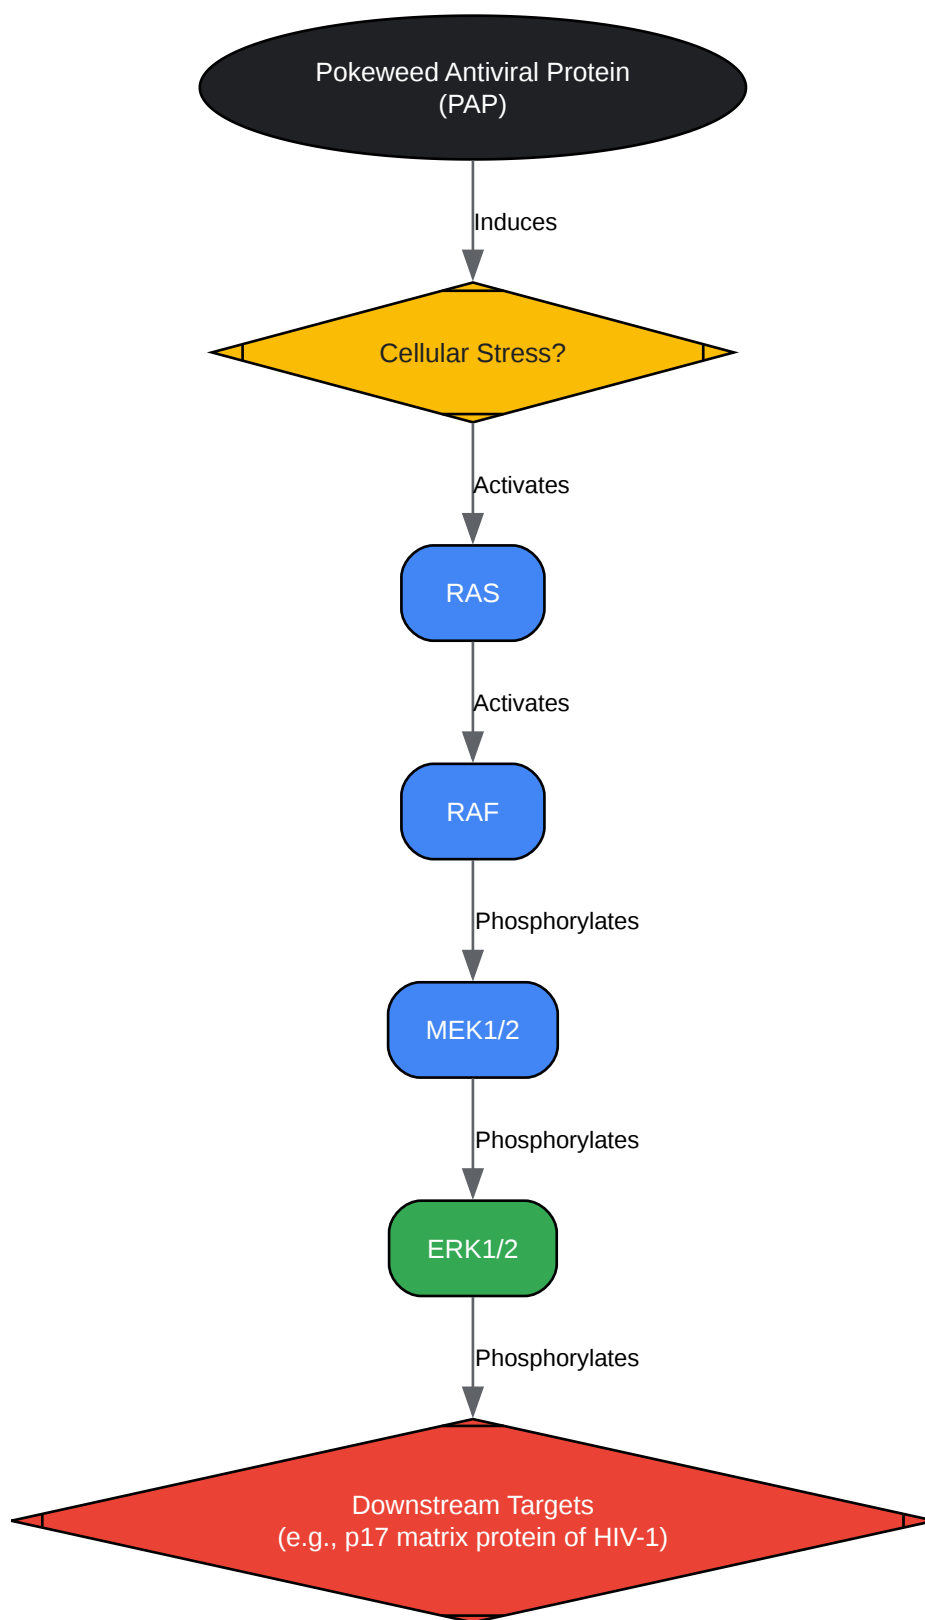 Pokeweed Antiviral Protein
(PAP)
Induces
Cellular Stress?
Activates
RAS
Activates
RAF
Phosphorylates
MEK1/2
Phosphorylates
ERK1/2
Phosphorylates
Downstream Targets
(e.g., p17 matrix protein of HIV-1)